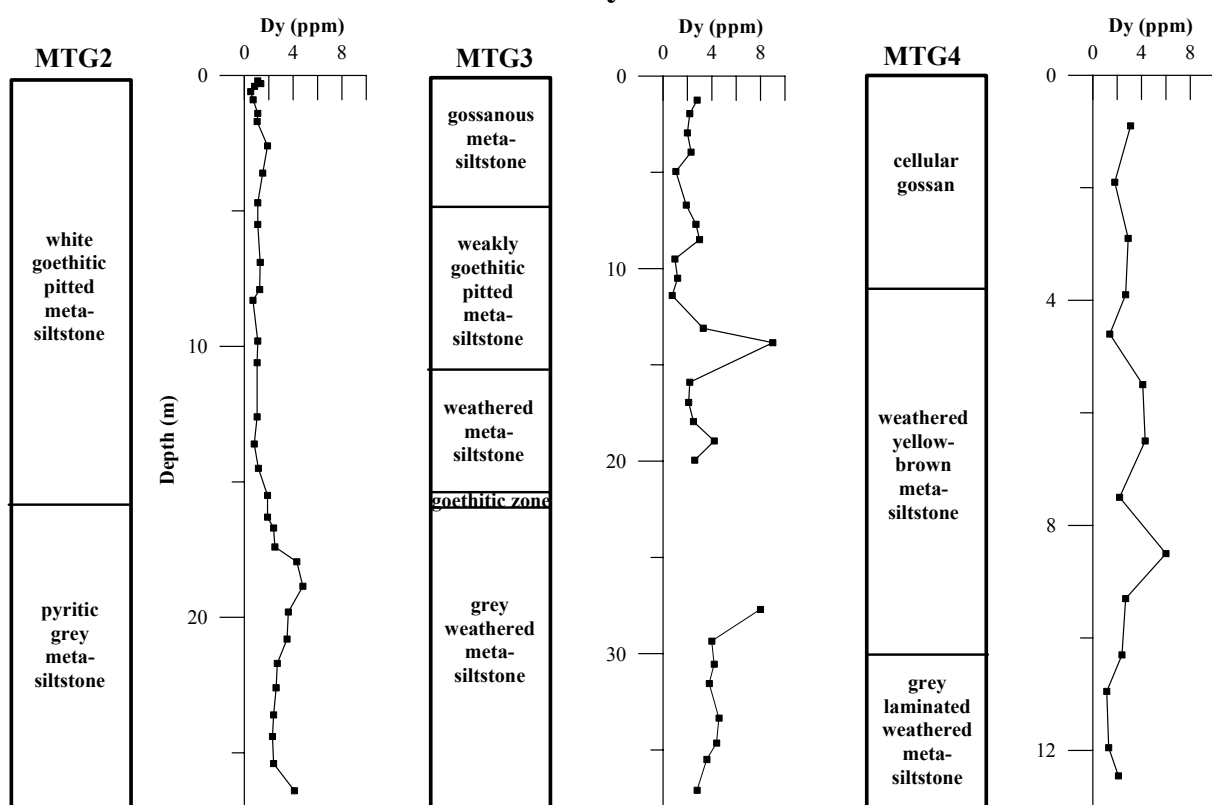 Dy (ppm)
0 4 8
MTG2
0
10
20
Depth (m)
white
goethitic
pitted
meta-
siltstone
pyritic
grey
meta-
siltstone
Dy (ppm)
0 4 8
MTG3
0
10
20
30
gossanous
meta-
siltstone
weakly
goethitic
pitted
meta-
siltstone
weathered
meta-
siltstone
goethitic zone
grey
weathered
meta-
siltstone
Dy (ppm)
0 4 8
MTG4
0
4
8
12
cellular
gossan
weathered
yellow-
brown
meta-
siltstone
grey
laminated
weathered
meta-
siltstone